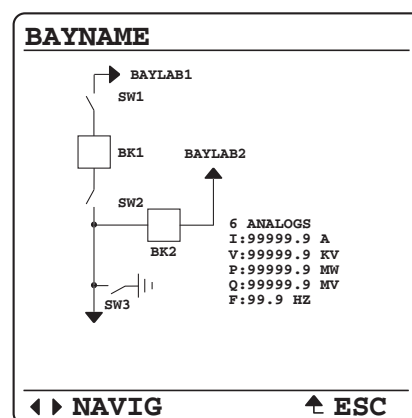 BAYNAME
BAYLAB1
SW1
BK1
BAYLAB2
SW2
BK2
6 ANALOGS
I:99999.9 A
V:99999.9 KV
P:99999.9 MW
Q:99999.9 MV
F:99.9 HZ
SW3
NAVIG
ESC